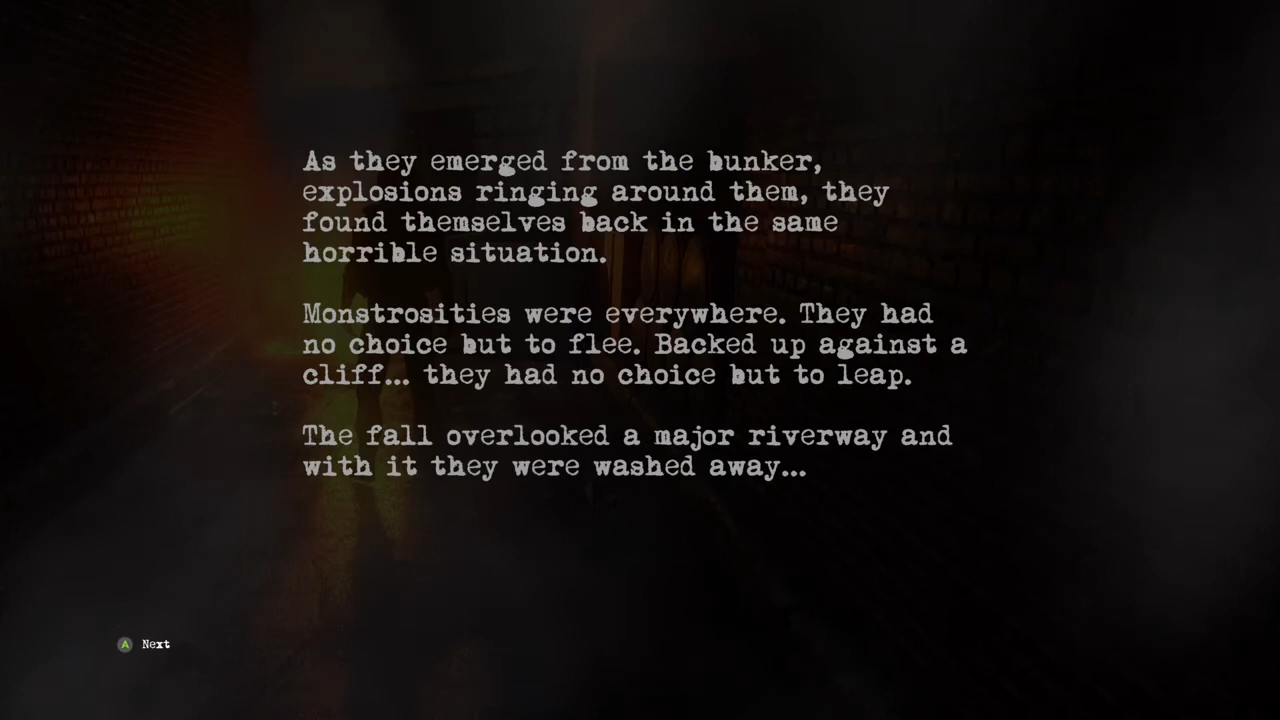 As they emerged from the bunker,
explosions ringing around them, they
found themselves back in the same
horrible situation.
Monstrosities were everywhere. They had
no choice but to flee. Backed up against a
cliff... they had no choice but to leap.
The fall overlooked a major riverway and
with it they were washed away...
A Next